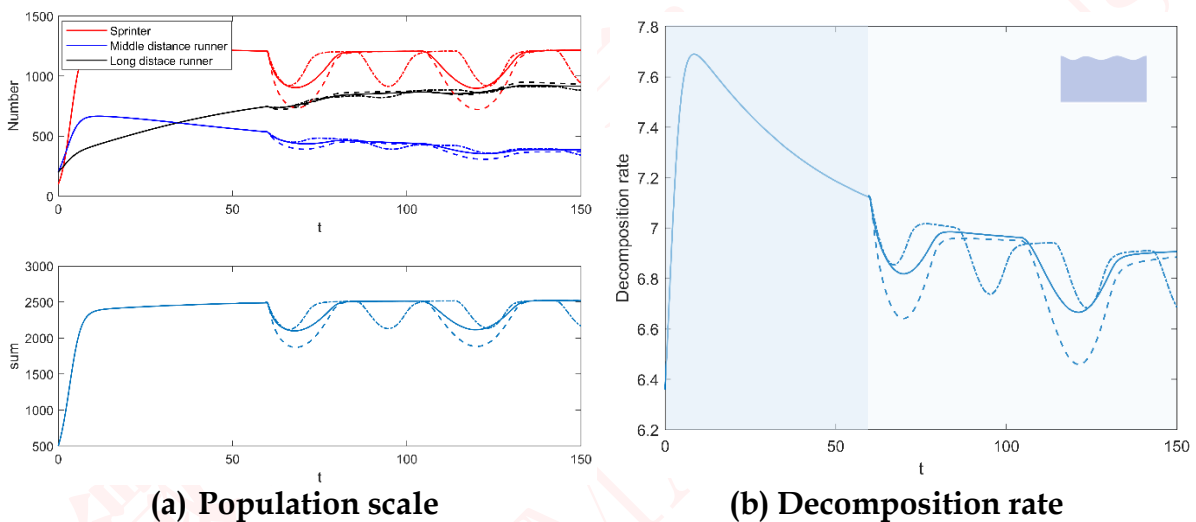 1500
1000
500
0
Number
Sprinter
Middle distance runner
Long distace runner
0
50
100
150
t
3000
2500
2000
1500
1000
500
sum
0
50
100
150
t
(a) Population scale
7.8
7.6
7.4
7.2
7
6.8
6.6
6.4
6.2
Decomposition rate
0
50
100
150
t
(b) Decomposition rate